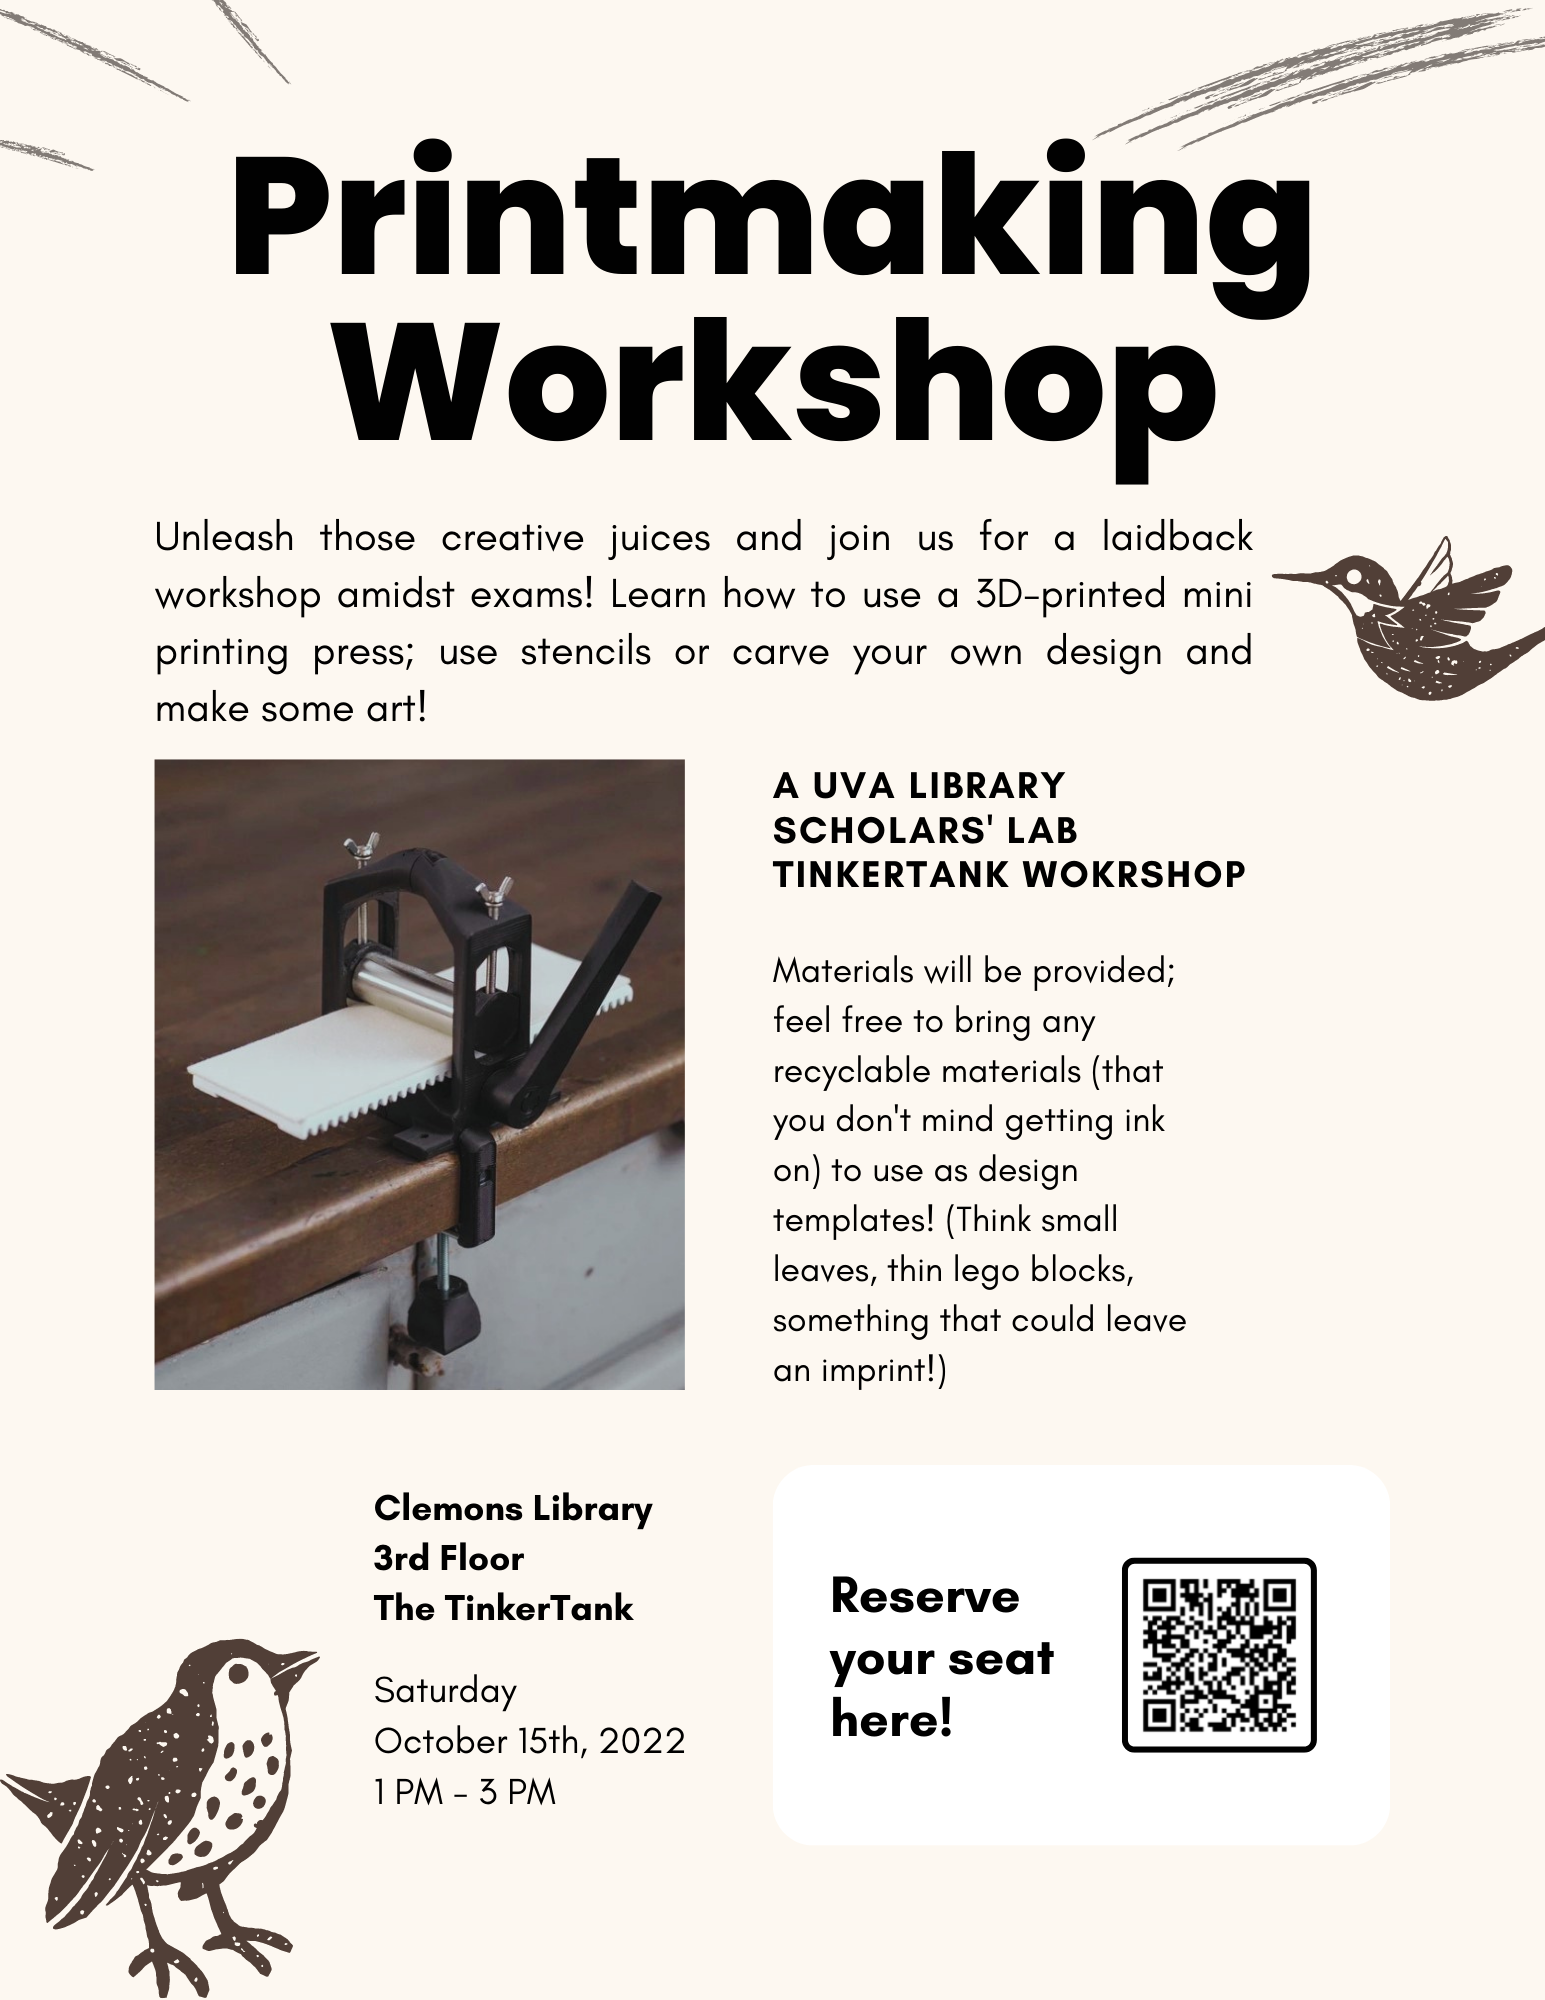 Printmaking
Workshop
Unleash those creative juices and join us for a laidback
workshop amidst exams! Learn how to use a 3D-printed mini
printing press; use stencils or carve your own design and
make some art!
A UVA LIBRARY
SCHOLARS' LAB
TINKERTANK WOKRSHOP
Materials will be provided;
feel free to bring any
recyclable materials (that
you don't mind getting ink
on) to use as design
templates! (Think small
leaves, thin lego blocks,
something that could leave
an imprint!)
Clemons Library
3rd Floor
The TinkerTank
Saturday
October 15th, 2022
1 PM - 3 PM
Reserve
your seat
here!